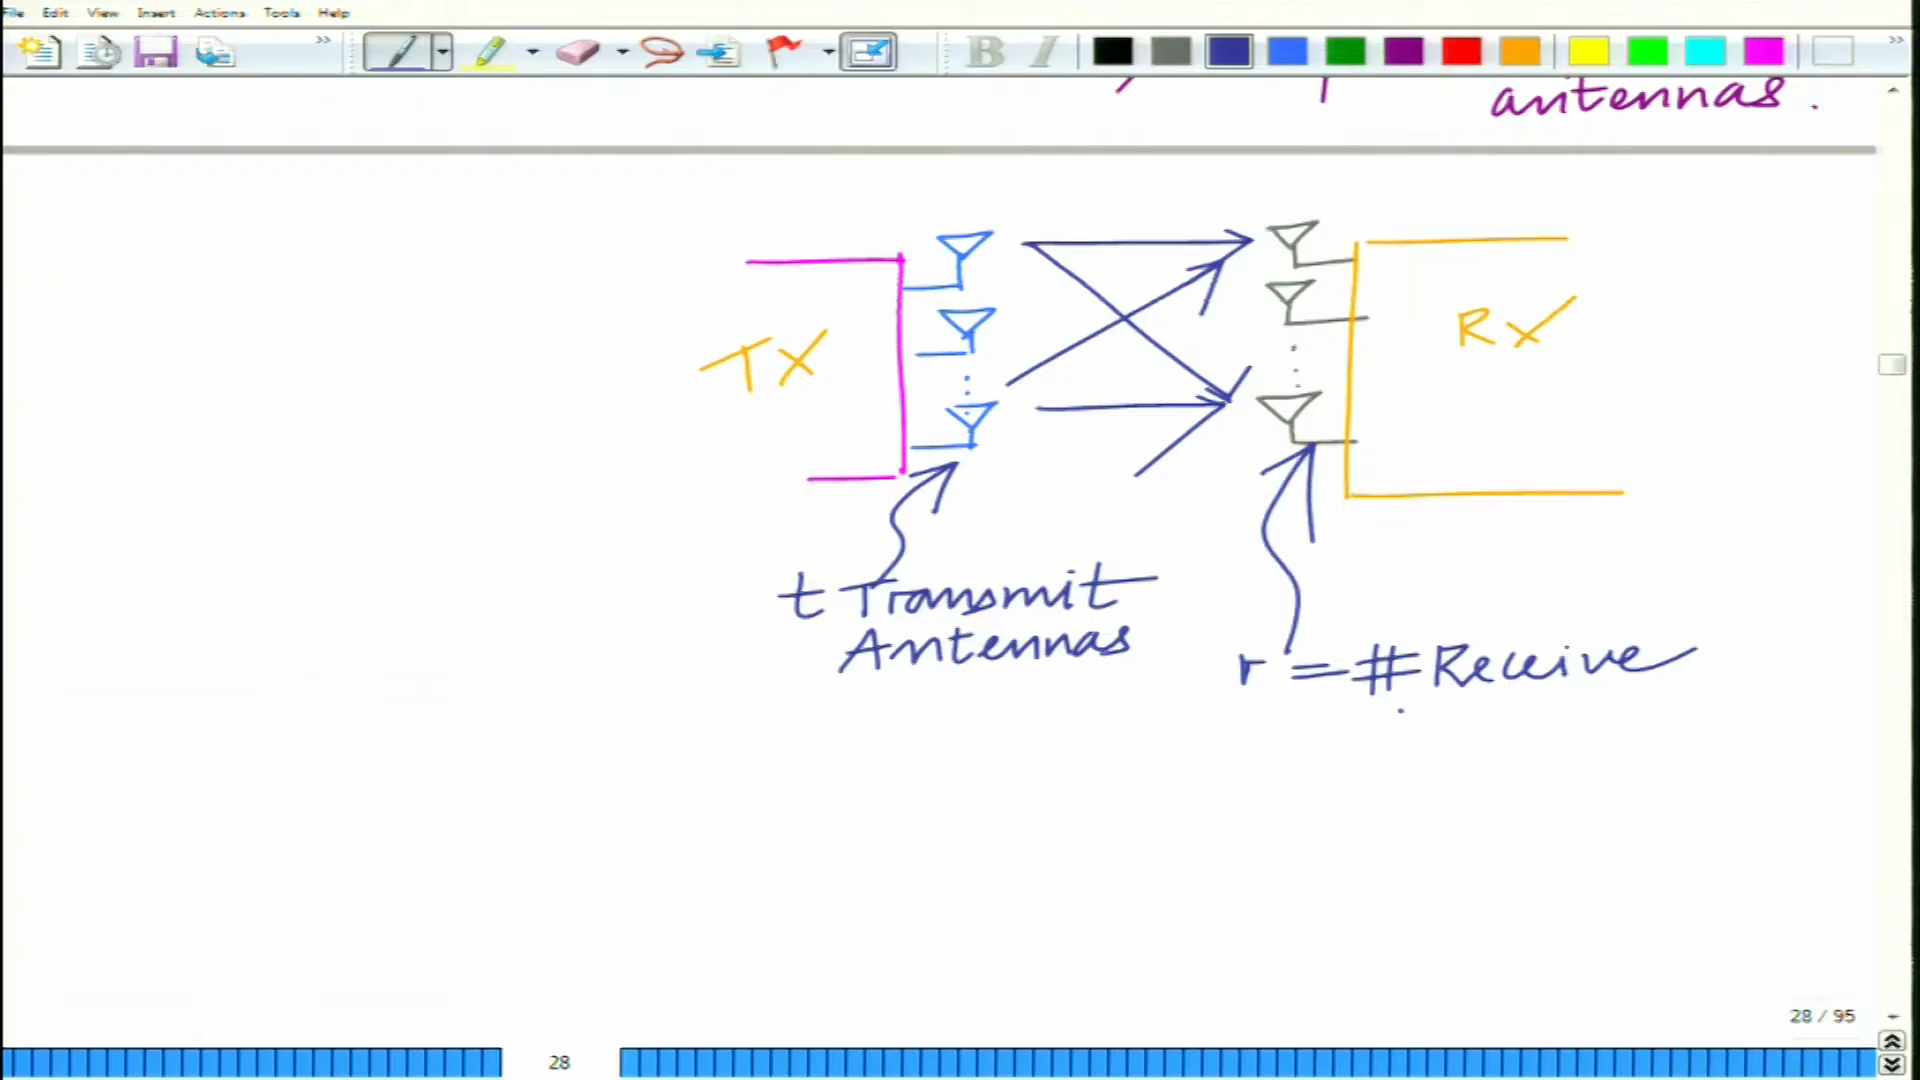 File Edit View Insert Actions Tools Help
B I
antennas.
TX
RX
t Transmit
Antennas
r = #Receive
28 / 95
28